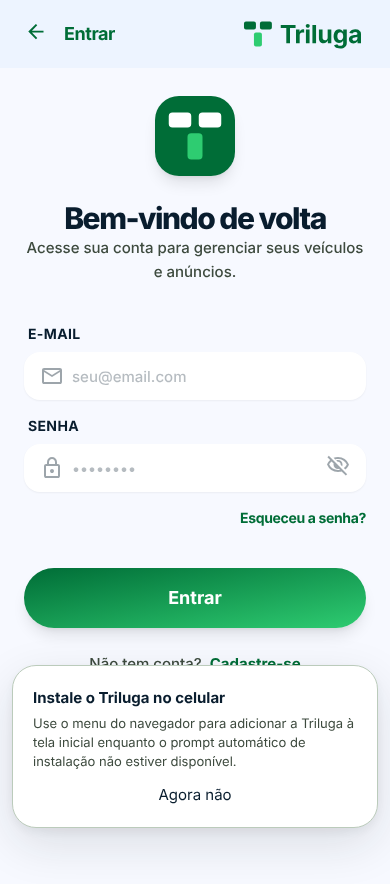 Entrar
Triluga
Bem-vindo de volta
Acesse sua conta para gerenciar seus veículos
e anúncios.
E-MAIL
seu@email.com
SENHA
••••••••
Esqueceu a senha?
Entrar
Não tem conta? Cadastre-se
Instale o Triluga no celular
Use o menu do navegador para adicionar a Triluga à
tela inicial enquanto o prompt automático de
instalação não estiver disponível.
Agora não